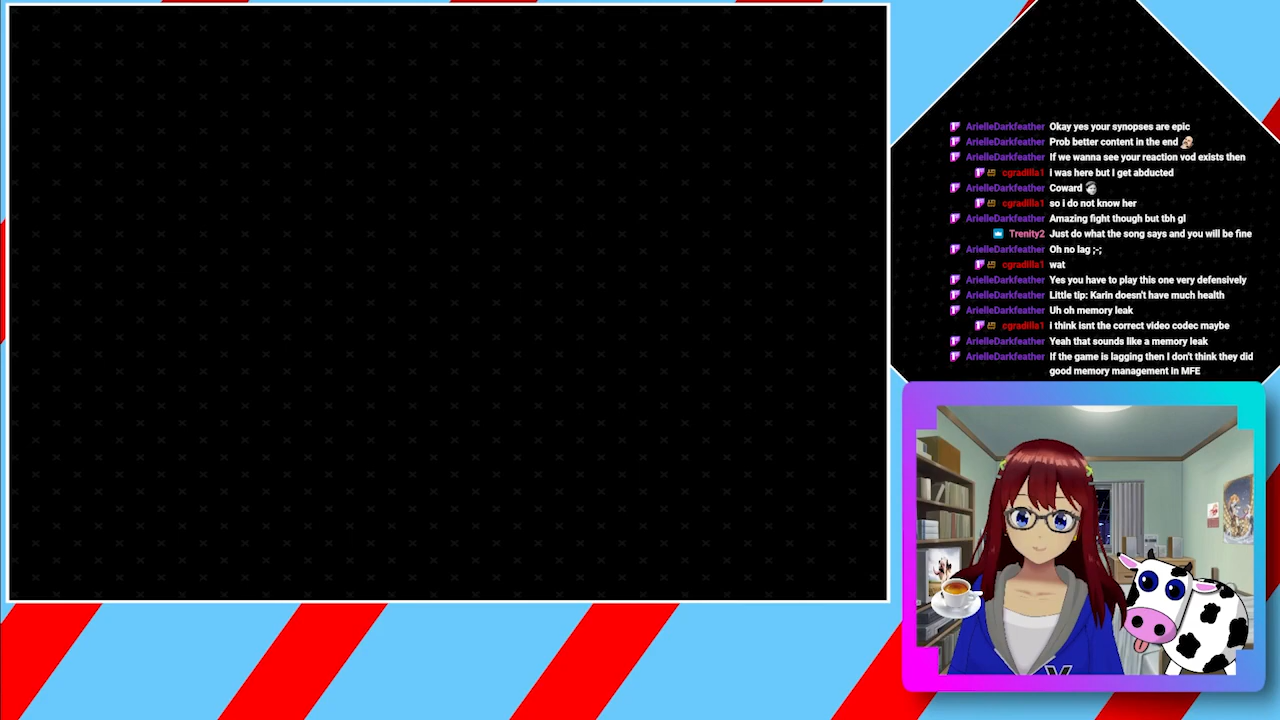 ArielleDarkfeather Okay yes your synopses are epic
ArielleDarkfeather Prob better content in the end
ArielleDarkfeather If we wanna see your reaction vod exists then
cgradilla1 i was here but I get abducted
ArielleDarkfeather Coward
cgradilla1 so i do not know her
ArielleDarkfeather Amazing fight though but tbh gl
Trenity2 Just do what the song says and you will be fine
ArielleDarkfeather Oh no lag ;-;
cgradilla1 wat
ArielleDarkfeather Yes you have to play this one very defensively
ArielleDarkfeather Little tip: Karin doesn't have much health
ArielleDarkfeather Uh oh memory leak
cgradilla1 i think isnt the correct video codec maybe
ArielleDarkfeather Yeah that sounds like a memory leak
ArielleDarkfeather If the game is lagging then I don't think they did
good memory management in MFE